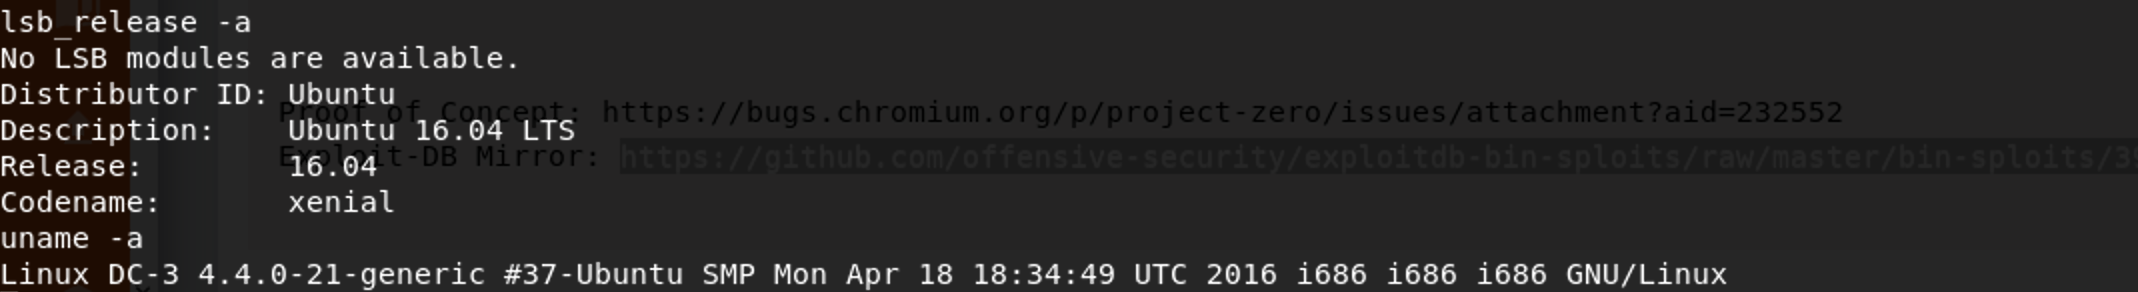 lsb_release -a
No LSB modules are available.
Distributor ID: Ubuntu
Proof of Concept: https://bugs.chromium.org/p/project-zero/issues/attachment?aid=232552
Description:    Ubuntu 16.04 LTS
Exploit-DB Mirror: https://github.com/offensive-security/exploitdb-bin-sploits/raw/master/bin-sploits/39
Release:        16.04
Codename:       xenial
uname -a
Linux DC-3 4.4.0-21-generic #37-Ubuntu SMP Mon Apr 18 18:34:49 UTC 2016 i686 i686 i686 GNU/Linux